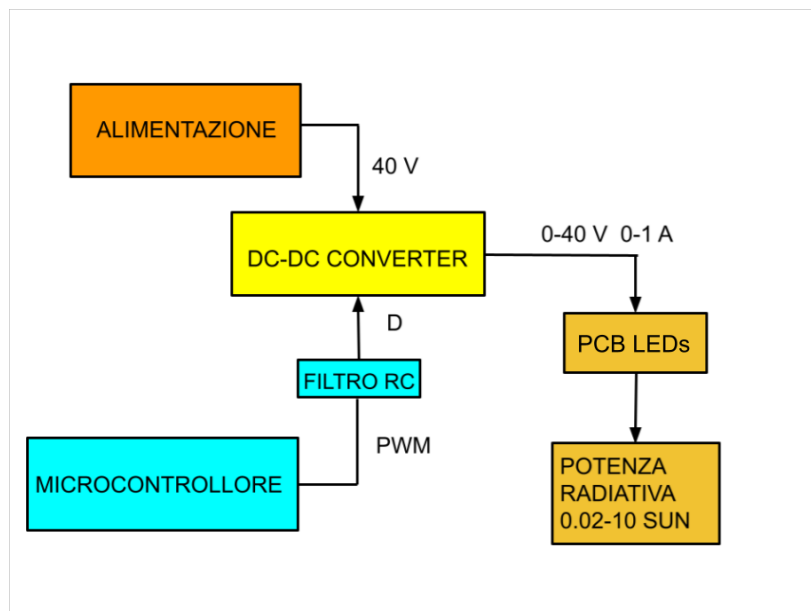 ALIMENTAZIONE
40 V
DC-DC CONVERTER
0-40 V 0-1 A
D
PCB LEDs
FILTRO RC
PWM
MICROCONTROLLORE
POTENZA
RADIATIVA
0.02-10 SUN